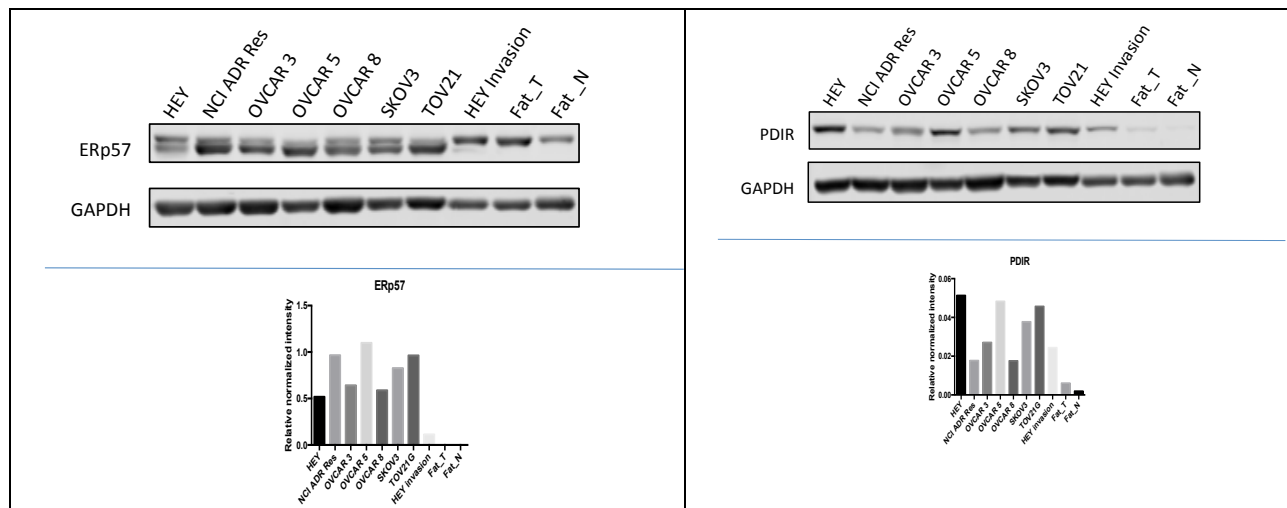 HEY
NCI ADR Res
OVCAR 3
OVCAR 5
OVCAR 8
SKOV3
TOV21
HEY Invasion
Fat_T
Fat _N
ERp57
GAPDH
ERp57
Relative normalized intensity
1.5
1.0
0.5
0.0
HEY
NCI ADR Res
OVCAR 3
OVCAR 5
OVCAR 8
SKOV3
TOV21G
HEY invasion
Fat_T
Fat_N
HEY
NCI ADR Res
OVCAR 3
OVCAR 5
OVCAR 8
SKOV3
TOV21
HEY Invasion
Fat_T
Fat _N
PDIR
GAPDH
PDIR
Relative normalized intensity
0.06
0.04
0.02
0.00
HEY
NCI ADR Res
OVCAR 3
OVCAR 5
OVCAR 8
SKOV3
TOV21G
HEY invasion
Fat_T
Fat_N